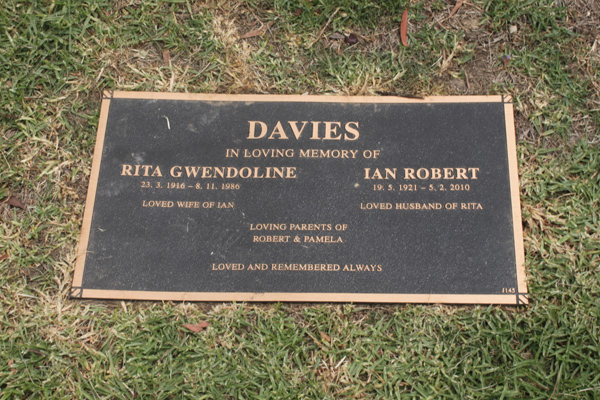 DAVIES
IN LOVING MEMORY OF
RITA GWENDOLINE IAN ROBERT
23. 3. 1916 – 8. 11. 1986 19. 5. 1921 – 5. 2. 2010
LOVED WIFE OF IAN LOVED HUSBAND OF RITA
LOVING PARENTS OF
ROBERT & PAMELA
LOVED AND REMEMBERED ALWAYS
1145